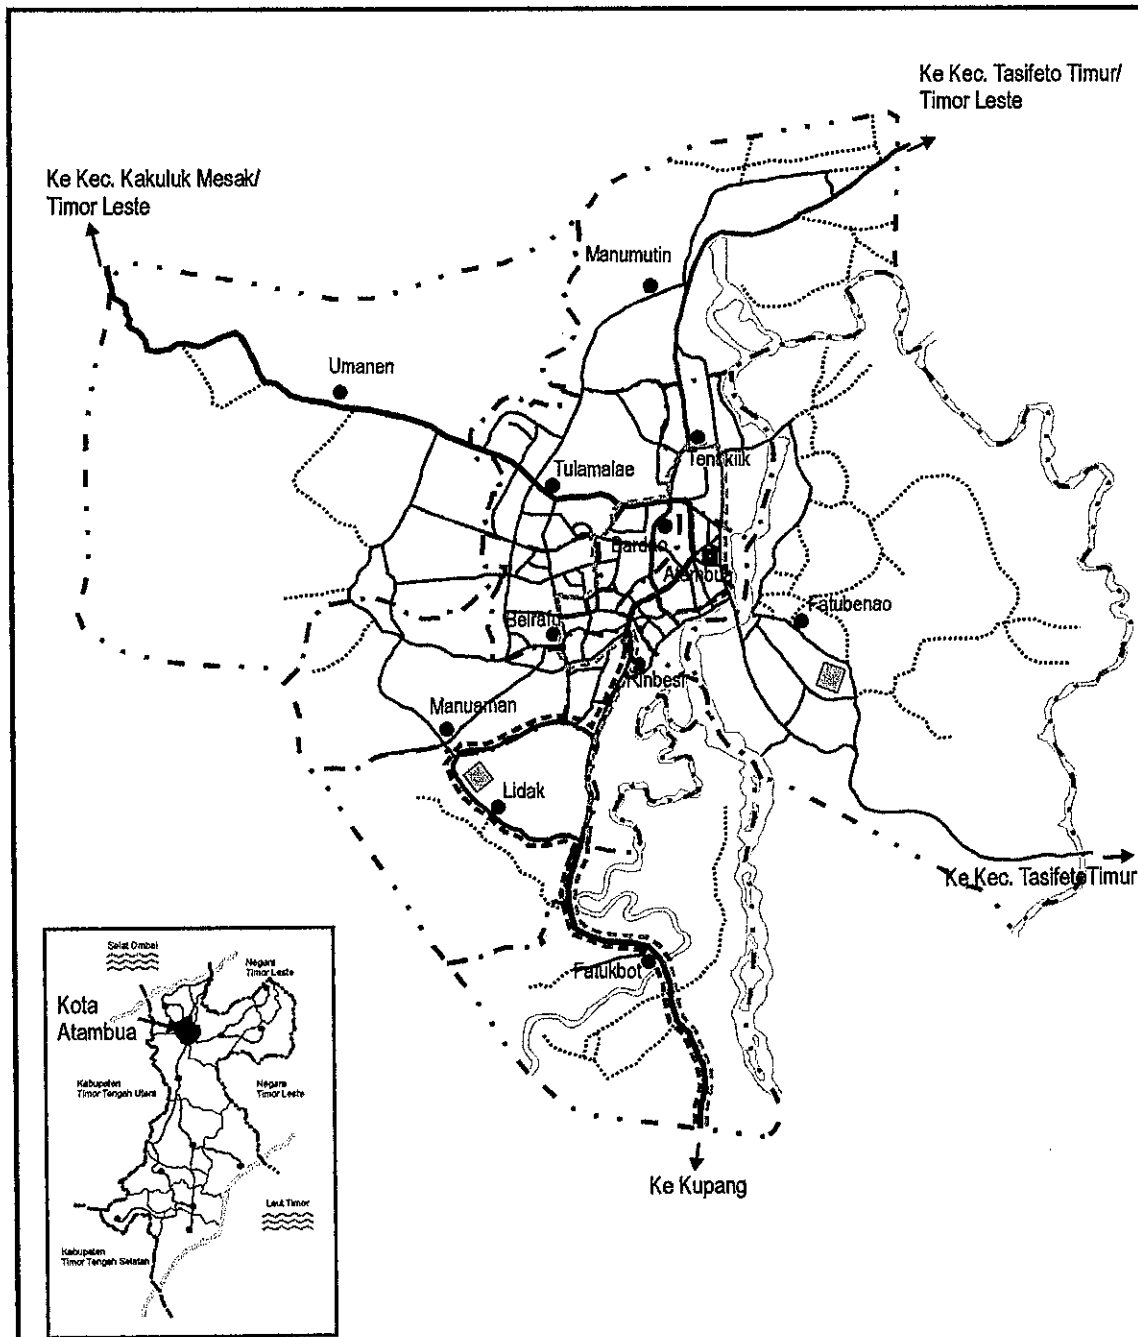 Ke Kec. Tasifeto Timur/
Timor Leste
Ke Kec. Kakuluk Mesak/
Timor Leste
Manumutin
Umanen
Tulamalae
Atambua
Beirafu
Fatubenao
Rinbesi
Manuaman
Lidak
Ke Kec. Tasifeto Timur
Fatukbot
Ke Kupang
Selat Ombai
Negara
Timor Leste
Kota
Atambua
Kabupaten
Timor Tengah Utara
Negara
Timor Leste
Laut Timor
Kabupaten
Timor Tengah Selatan